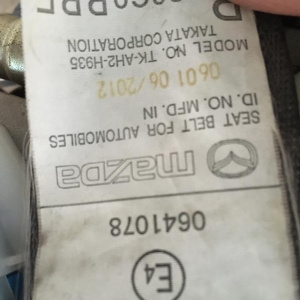 E4
0641078
mazda
SEAT BELT FOR AUTOMOBILES
ID. NO. MFD. IN
0601 06/2012
MODEL NO. TK-AH2-H935
TAKATA CORPORATION